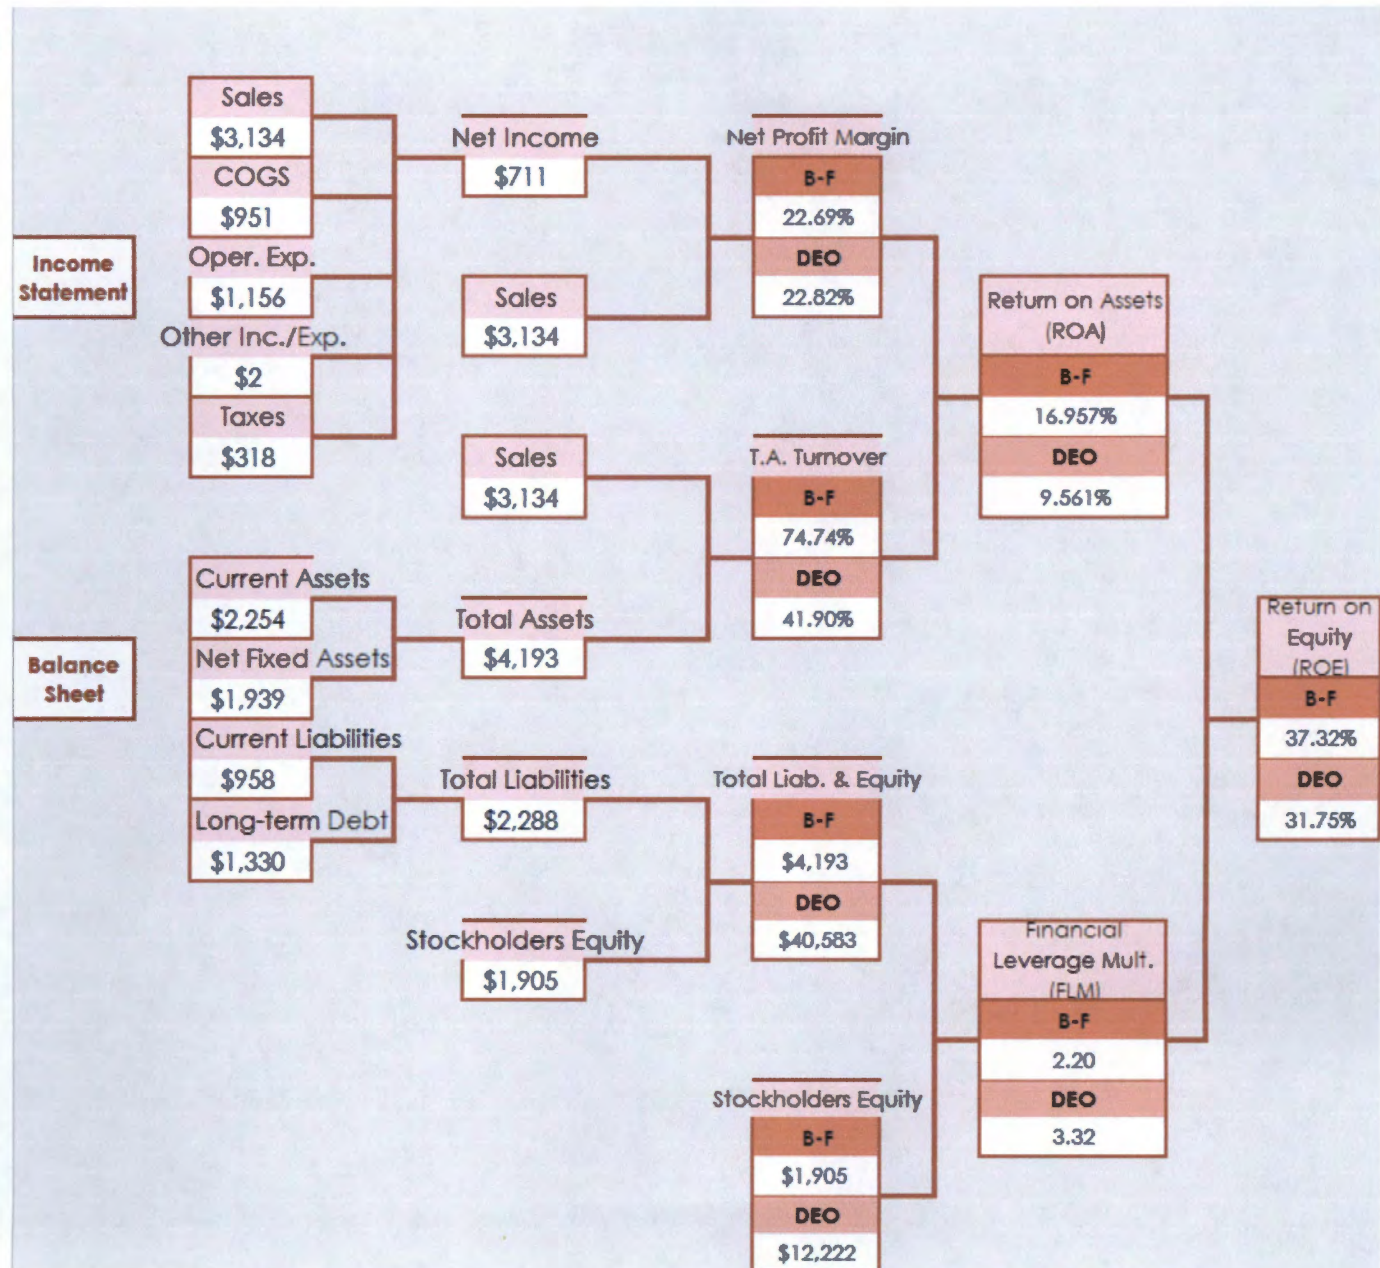 Income
Statement
Sales
$3,134
COGS
$951
Oper. Exp.
$1,156
Other Inc./Exp.
$2
Taxes
$318
Net Income
$711
Sales
$3,134
Net Profit Margin
B-F
22.69%
DEO
22.82%
Sales
$3,134
T.A. Turnover
B-F
74.74%
DEO
41.90%
Return on Assets
(ROA)
B-F
16.957%
DEO
9.561%
Balance
Sheet
Current Assets
$2,254
Net Fixed Assets
$1,939
Current Liabilities
$958
Long-term Debt
$1,330
Total Assets
$4,193
Total Liabilities
$2,288
Stockholders Equity
$1,905
Total Liab. & Equity
B-F
$4,193
DEO
$40,583
Stockholders Equity
B-F
$1,905
DEO
$12,222
Financial
Leverage Mult.
(FLM)
B-F
2.20
DEO
3.32
Return on
Equity
(ROE)
B-F
37.32%
DEO
31.75%